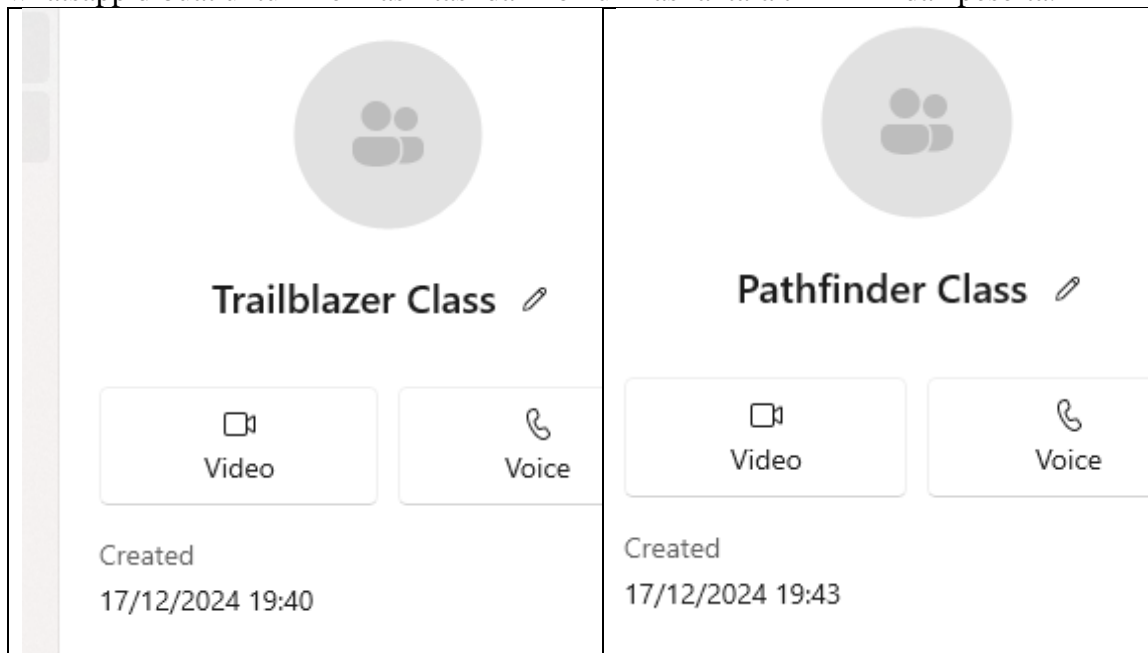 Trailblazer Class
Video
Voice
Created
17/12/2024 19:40
Pathfinder Class
Video
Voice
Created
17/12/2024 19:43